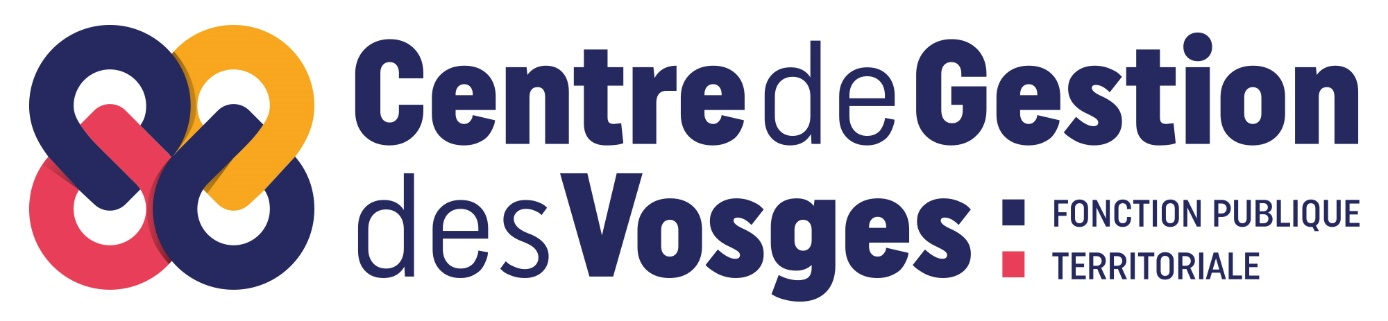 Centre de Gestion
des Vosges
FONCTION PUBLIQUE
TERRITORIALE